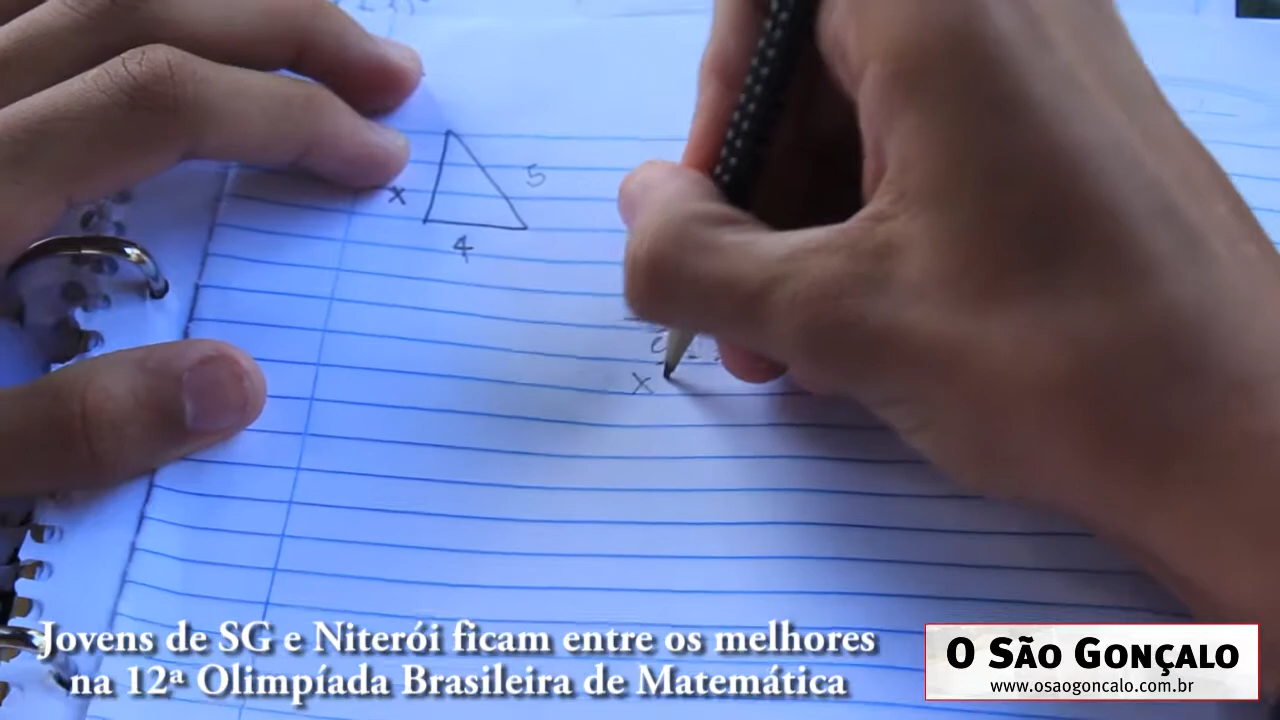 5
x
4
x
Jovens de SG e Niterói ficam entre os melhores
na 12ª Olimpíada Brasileira de Matemática
O São Gonçalo
www.osaogoncalo.com.br